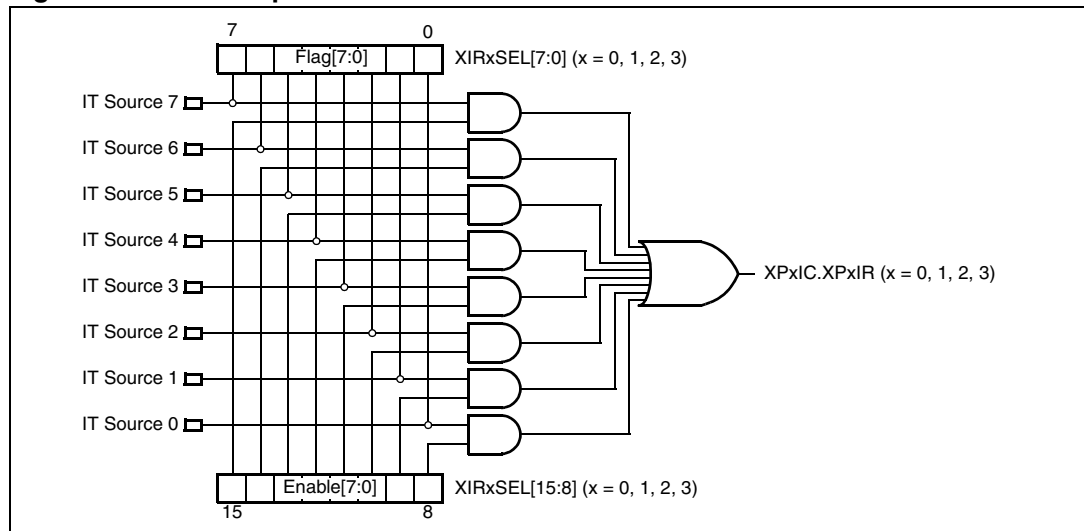 7
0
Flag[7:0]
XIRxSEL[7:0] (x = 0, 1, 2, 3)
IT Source 7
IT Source 6
IT Source 5
IT Source 4
IT Source 3
XPxIC.XPxIR (x = 0, 1, 2, 3)
IT Source 2
IT Source 1
IT Source 0
Enable[7:0]
XIRxSEL[15:8] (x = 0, 1, 2, 3)
15
8